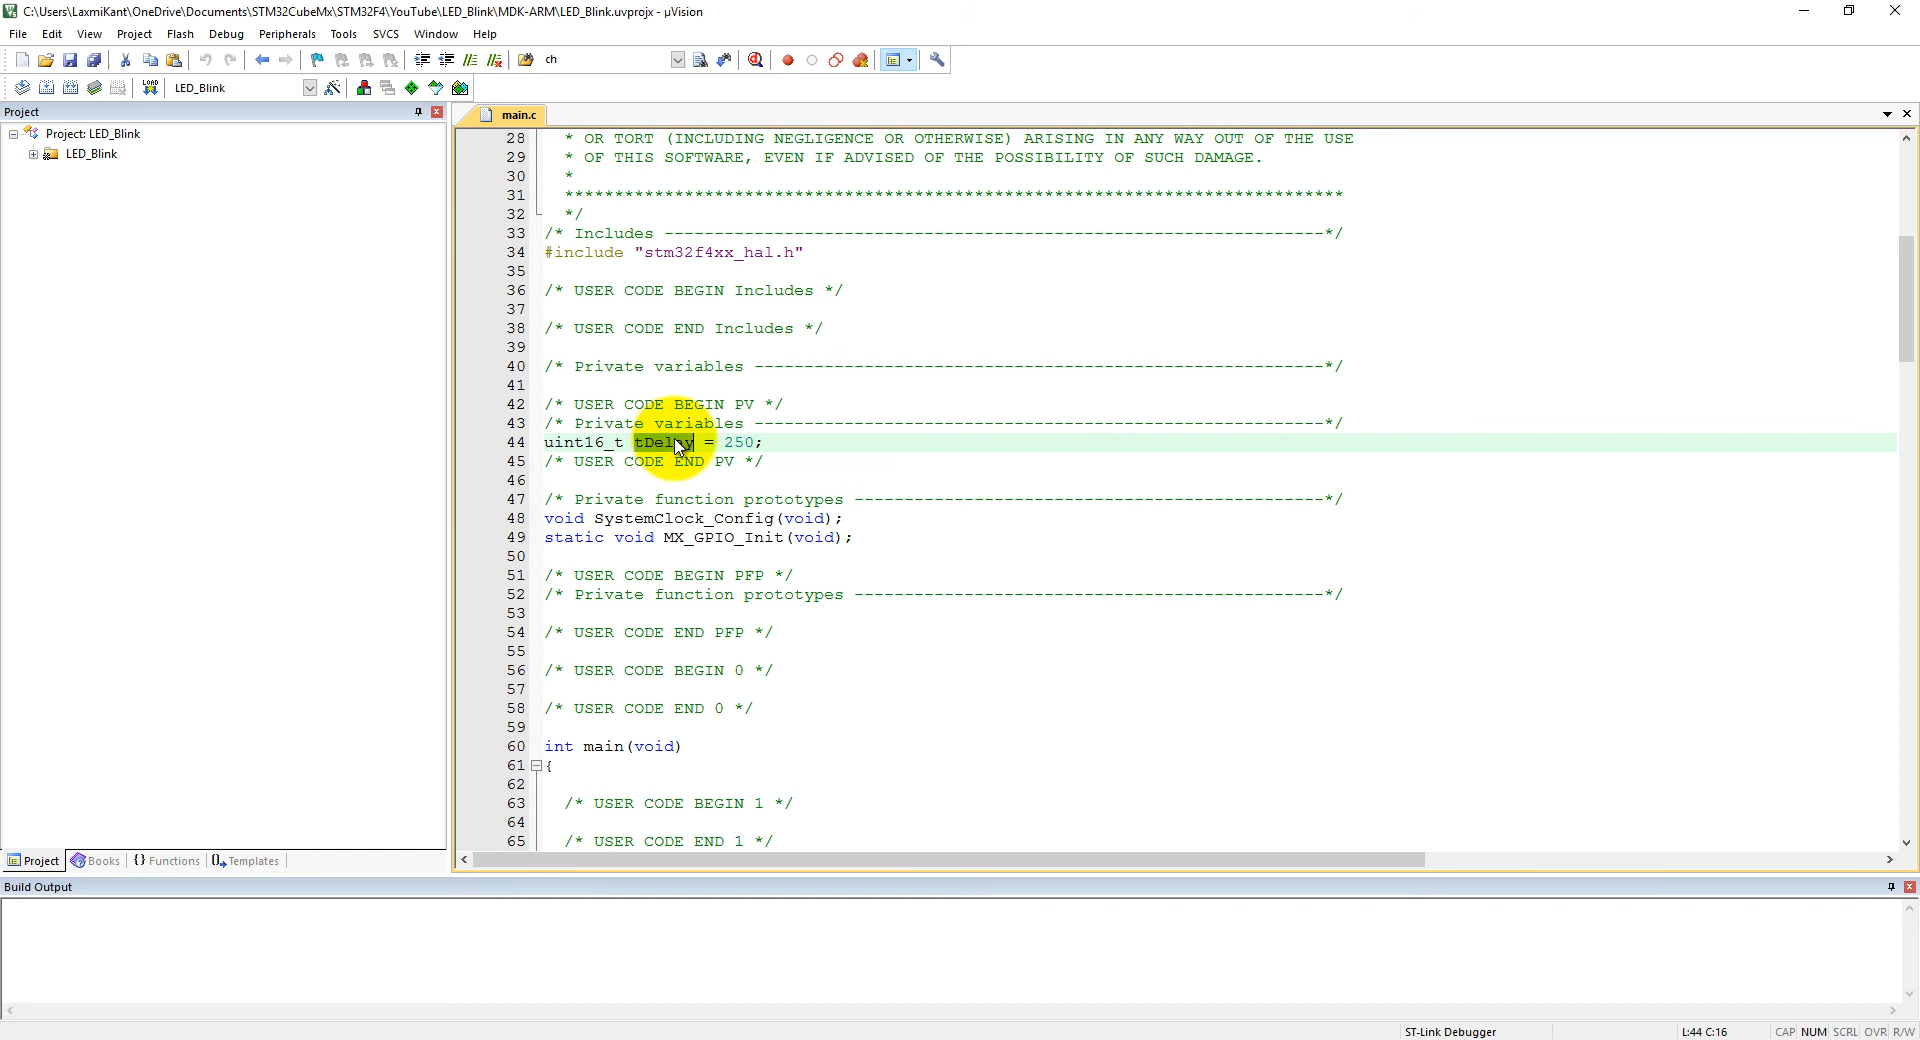 C:\Users\LaxmiKant\OneDrive\Documents\STM32CubeMx\STM32F4\YouTube\LED_Blink\MDK-ARM\LED_Blink.uvprojx - µVision
File Edit View Project Flash Debug Peripherals Tools SVCS Window Help
ch
LOAD LED_Blink
Project
main.c
Project: LED_Blink
LED_Blink
28 * OR TORT (INCLUDING NEGLIGENCE OR OTHERWISE) ARISING IN ANY WAY OUT OF THE USE
29 * OF THIS SOFTWARE, EVEN IF ADVISED OF THE POSSIBILITY OF SUCH DAMAGE.
30 *
31 ******************************************************************************
32 */
33 /* Includes ------------------------------------------------------------------*/
34 #include "stm32f4xx_hal.h"
35
36 /* USER CODE BEGIN Includes */
37
38 /* USER CODE END Includes */
39
40 /* Private variables ---------------------------------------------------------*/
41
42 /* USER CODE BEGIN PV */
43 /* Private variables ---------------------------------------------------------*/
44 uint16_t tDelay = 250;
45 /* USER CODE END PV */
46
47 /* Private function prototypes -----------------------------------------------*/
48 void SystemClock_Config(void);
49 static void MX_GPIO_Init(void);
50
51 /* USER CODE BEGIN PFP */
52 /* Private function prototypes -----------------------------------------------*/
53
54 /* USER CODE END PFP */
55
56 /* USER CODE BEGIN 0 */
57
58 /* USER CODE END 0 */
59
60 int main(void)
61 {
62
63 /* USER CODE BEGIN 1 */
64
65 /* USER CODE END 1 */
Project Books {} Functions Templates
Build Output
ST-Link Debugger L:44 C:16 CAP NUM SCRL OVR R/W